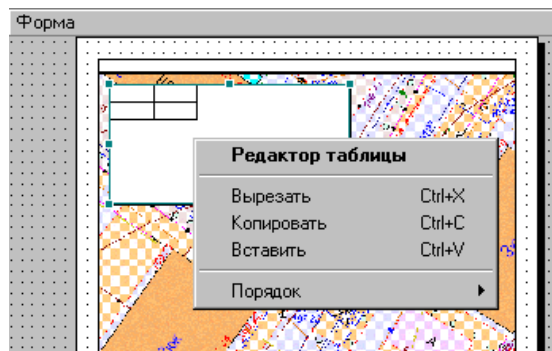 Форма
Редактор таблицы
Вырезать Ctrl+X
Копировать Ctrl+C
Вставить Ctrl+V
Порядок